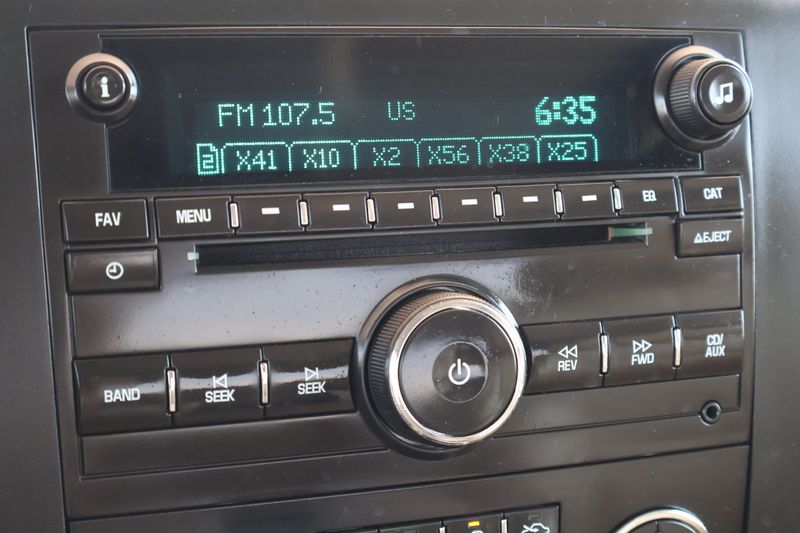 i
FM 107.5 US 6:35
2 X41 X10 X2 X56 X38 X25
FAV MENU EQ CAT
EJECT
BAND SEEK SEEK REV FWD CD/AUX